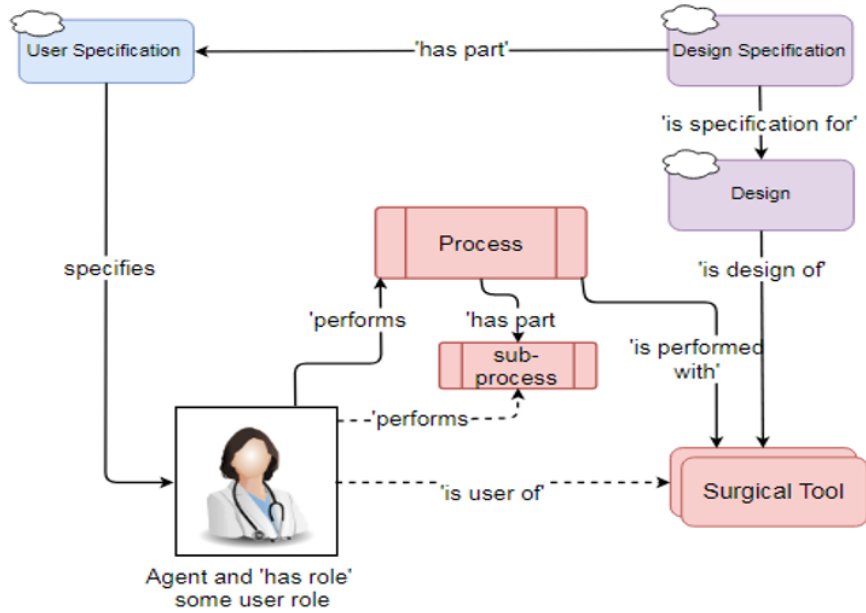 User Specification
'has part'
Design Specification
'is specification for'
Design
specifies
Process
'is design of'
'performs
'has part
'is performed
with'
sub-
process
'performs
'is user of'
Surgical Tool
Agent and 'has role'
some user role